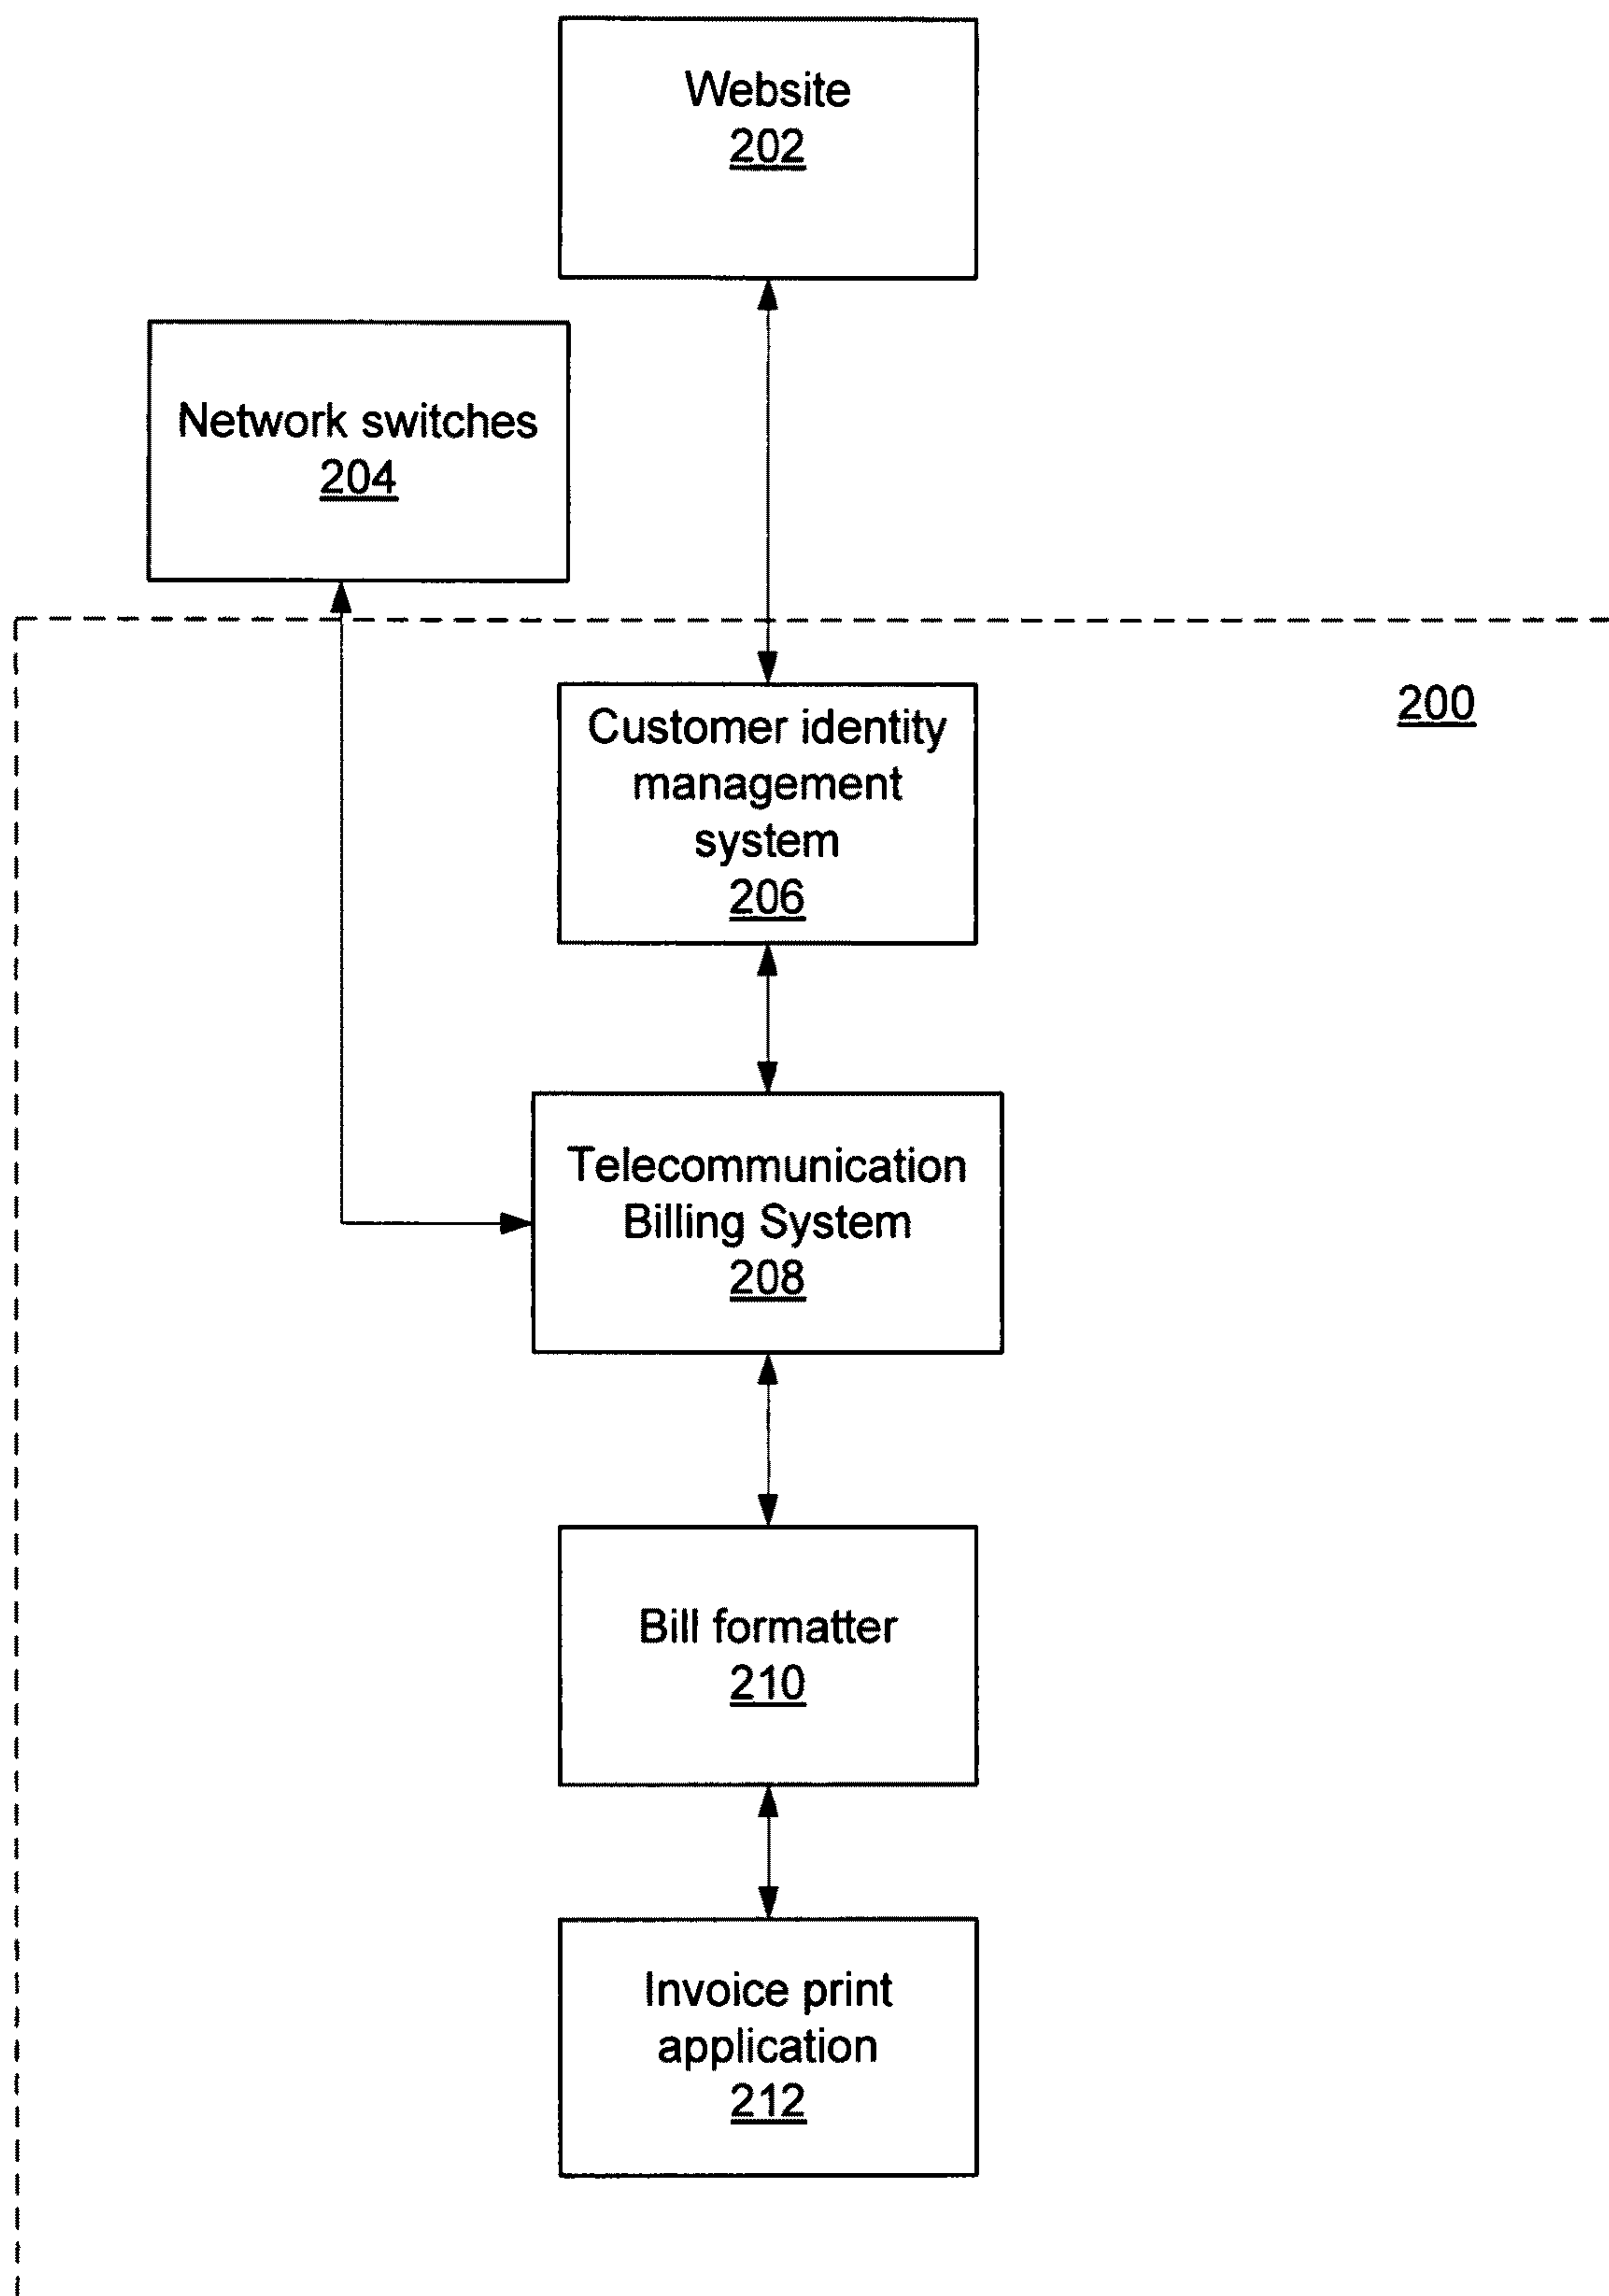 Website
202
Network switches
204
200
Customer identity
management
system
206
Telecommunication
Billing System
208
Bill formatter
210
Invoice print
application
212